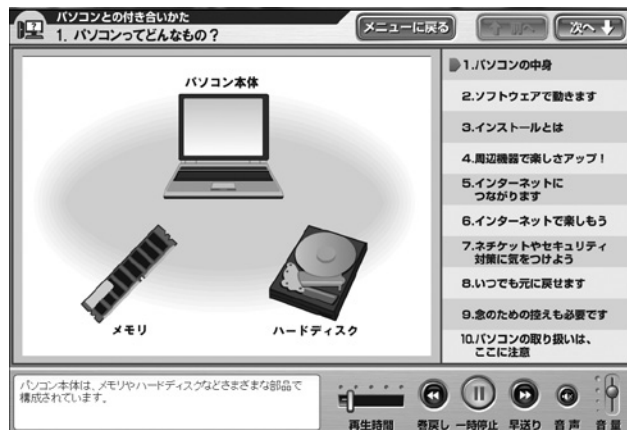 パソコンとの付き合いかた
1. パソコンってどんなもの？
メニューに戻る
前へ
次へ
パソコン本体
メモリ
ハードディスク
1.パソコンの中身
2.ソフトウェアで動きます
3.インストールとは
4.周辺機器で楽しさアップ！
5.インターネットに
つながります
6.インターネットで楽しもう
7.ネチケットやセキュリティ
対策に気をつけよう
8.いつでも元に戻せます
9.念のための控えも必要です
10.パソコンの取り扱いは、
ここに注意
パソコン本体は、メモリやハードディスクなどさまざまな部品で
構成されています。
再生時間
巻戻し
一時停止
早送り
音声
音量